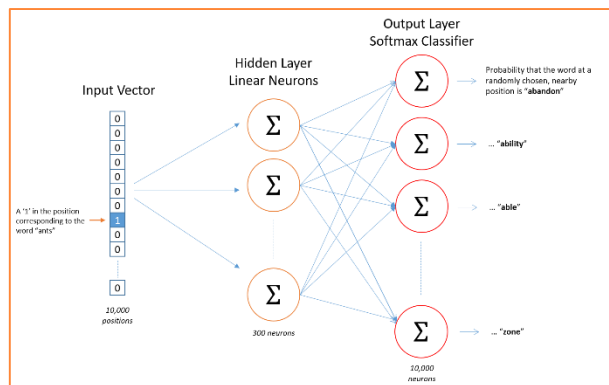 Output Layer
Softmax Classifier
Hidden Layer
Linear Neurons
Input Vector
0
0
0
0
0
0
0
1
0
0
0
A '1' in the position
corresponding to the
word "ants"
10,000
positions
Σ
Σ
Σ
300 neurons
Σ
Σ
Σ
Σ
10,000
neurons
Probability that the word at a
randomly chosen, nearby
position is "abandon"
... "ability"
... "able"
... "zone"